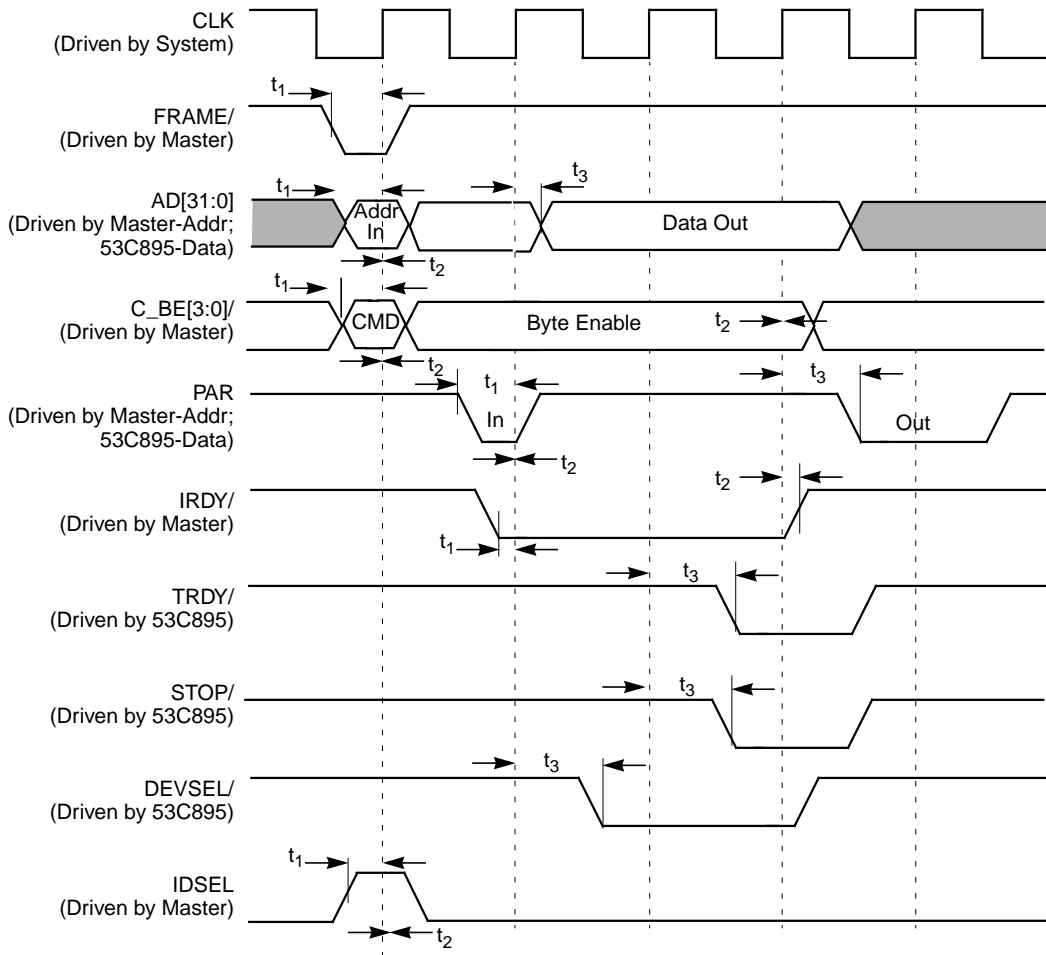 CLK
(Driven by System)
t1
FRAME/
(Driven by Master)
t1
t3
AD[31:0]
(Driven by Master-Addr;
53C895-Data)
Addr
In
Data Out
t2
t1
C_BE[3:0]/
(Driven by Master)
CMD
Byte Enable
t2
t2
PAR
(Driven by Master-Addr;
53C895-Data)
t1
In
t3
Out
t2
IRDY/
(Driven by Master)
t2
t1
TRDY/
(Driven by 53C895)
t3
STOP/
(Driven by 53C895)
t3
DEVSEL/
(Driven by 53C895)
t3
IDSEL
(Driven by Master)
t1
t2